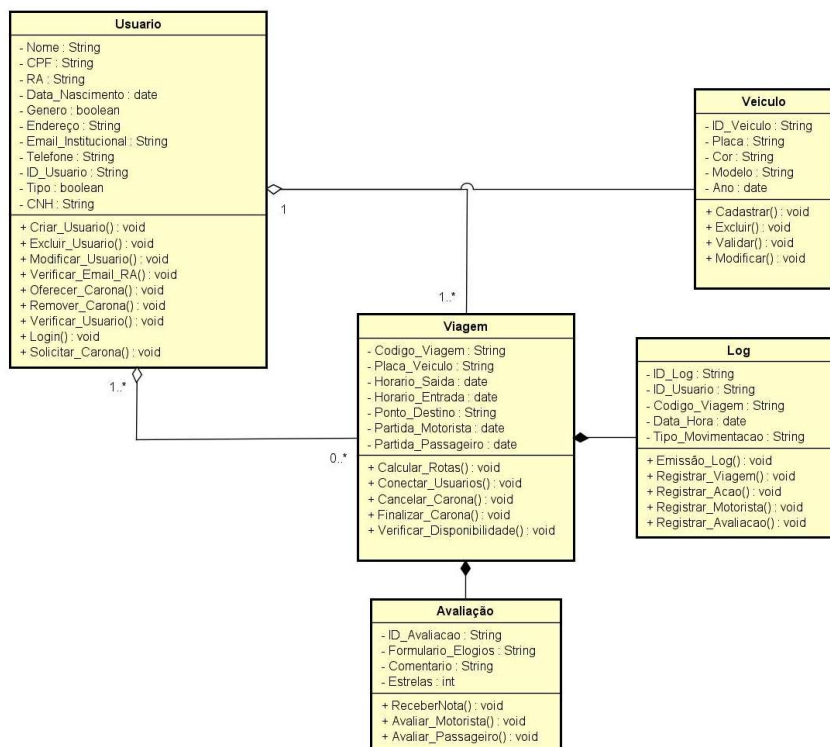 Usuario
- Nome : String
- CPF : String
- RA : String
- Data_Nascimento : date
- Genero : boolean
- Endereço : String
- Email_Institucional : String
- Telefone : String
- ID_Usuario : String
- Tipo : boolean
- CNH : String
+ Criar_Usuario() : void
+ Excluir_Usuario() : void
+ Modificar_Usuario() : void
+ Verificar_Email_RA() : void
+ Oferecer_Carona() : void
+ Remover_Carona() : void
+ Verificar_Usuario() : void
+ Login() : void
+ Solicitar_Carona() : void
1
1..*
0..*
1..*
Veiculo
- ID_Veiculo : String
- Placa : String
- Cor : String
- Modelo : String
- Ano : date
+ Cadastrar() : void
+ Excluir() : void
+ Validar() : void
+ Modificar() : void
Viagem
- Codigo_Viagem : String
- Placa_Veiculo : String
- Horario_Saida : date
- Horario_Entrada : date
- Ponto_Destino : String
- Partida_Motorista : date
- Partida_Passageiro : date
+ Calcular_Rotas() : void
+ Conectar_Usuarios() : void
+ Cancelar_Carona() : void
+ Finalizar_Carona() : void
+ Verificar_Disponibilidade() : void
Log
- ID_Log : String
- ID_Usuario : String
- Codigo_Viagem : String
- Data_Hora : date
- Tipo_Movimentacao : String
+ Emissão_Log() : void
+ Registrar_Viagem() : void
+ Registrar_Acao() : void
+ Registrar_Motorista() : void
+ Registrar_Avaliacao() : void
Avaliação
- ID_Avaliacao : String
- Formulario_Elogios : String
- Comentario : String
- Estrelas : int
+ ReceberNota() : void
+ Avaliar_Motorista() : void
+ Avaliar_Passageiro() : void